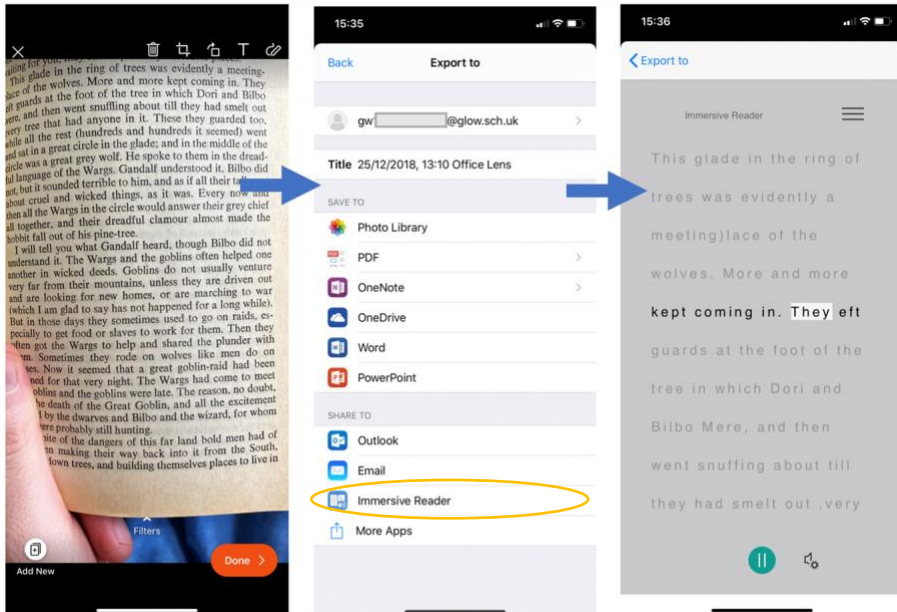 This glade in the ring of trees was evidently a meeting-
place of the wolves. More and more kept coming in. They
eft guards at the foot of the tree in which Dori and Bilbo
were, and then went snuffling about till they had smelt out
very tree that had anyone in it. These they guarded too,
while all the rest (hundreds and hundreds it seemed) went
and sat in a great circle in the glade; and in the middle of the
circle was a great grey wolf. He spoke to them in the dread-
ful language of the Wargs. Gandalf understood it. Bilbo did
not, but it sounded terrible to him, and as if all their
about cruel and wicked things, as it was. Every now and
then all the Wargs in the circle would answer their grey chief
all together, and their dreadful clamour almost made the
hobbit fall out of his pine-tree.
I will tell you what Gandalf heard, though Bilbo did not
understand it. The Wargs and the goblins often helped one
another in wicked deeds. Goblins do not usually venture
very far from their mountains, unless they are driven out
and are looking for new homes, or are marching to war
(which I am glad to say has not happened for a long while).
But in those days they sometimes used to go on raids, es-
pecially to get food or slaves to work for them. Then they
often got the Wargs to help and shared the plunder with
Sometimes they rode on wolves like men do on
Now it seemed that a great goblin-raid had been
ned for that very night. The Wargs had come to meet
oblins and the goblins were late. The reason, no doubt,
he death of the Great Goblin, and all the excitement
by the dwarves and Bilbo and the wizard, for whom
ere probably still hunting.
of the dangers of this far land bold men had of
making their way back into it from the South,
down trees, and building themselves places to live in
Filters
Add New
Done
15:35
Back Export to
gw @glow.sch.uk
Title 25/12/2018, 13:10 Office Lens
SAVE TO
Photo Library
PDF
OneNote
OneDrive
Word
PowerPoint
SHARE TO
Outlook
Email
Immersive Reader
More Apps
15:36
Export to
Immersive Reader
This glade in the ring of
trees was evidently a
meeting)lace of the
wolves. More and more
kept coming in. They eft
guards at the foot of the
tree in which Dori and
Bilbo Mere, and then
went snuffing about till
they had smelt out ,very